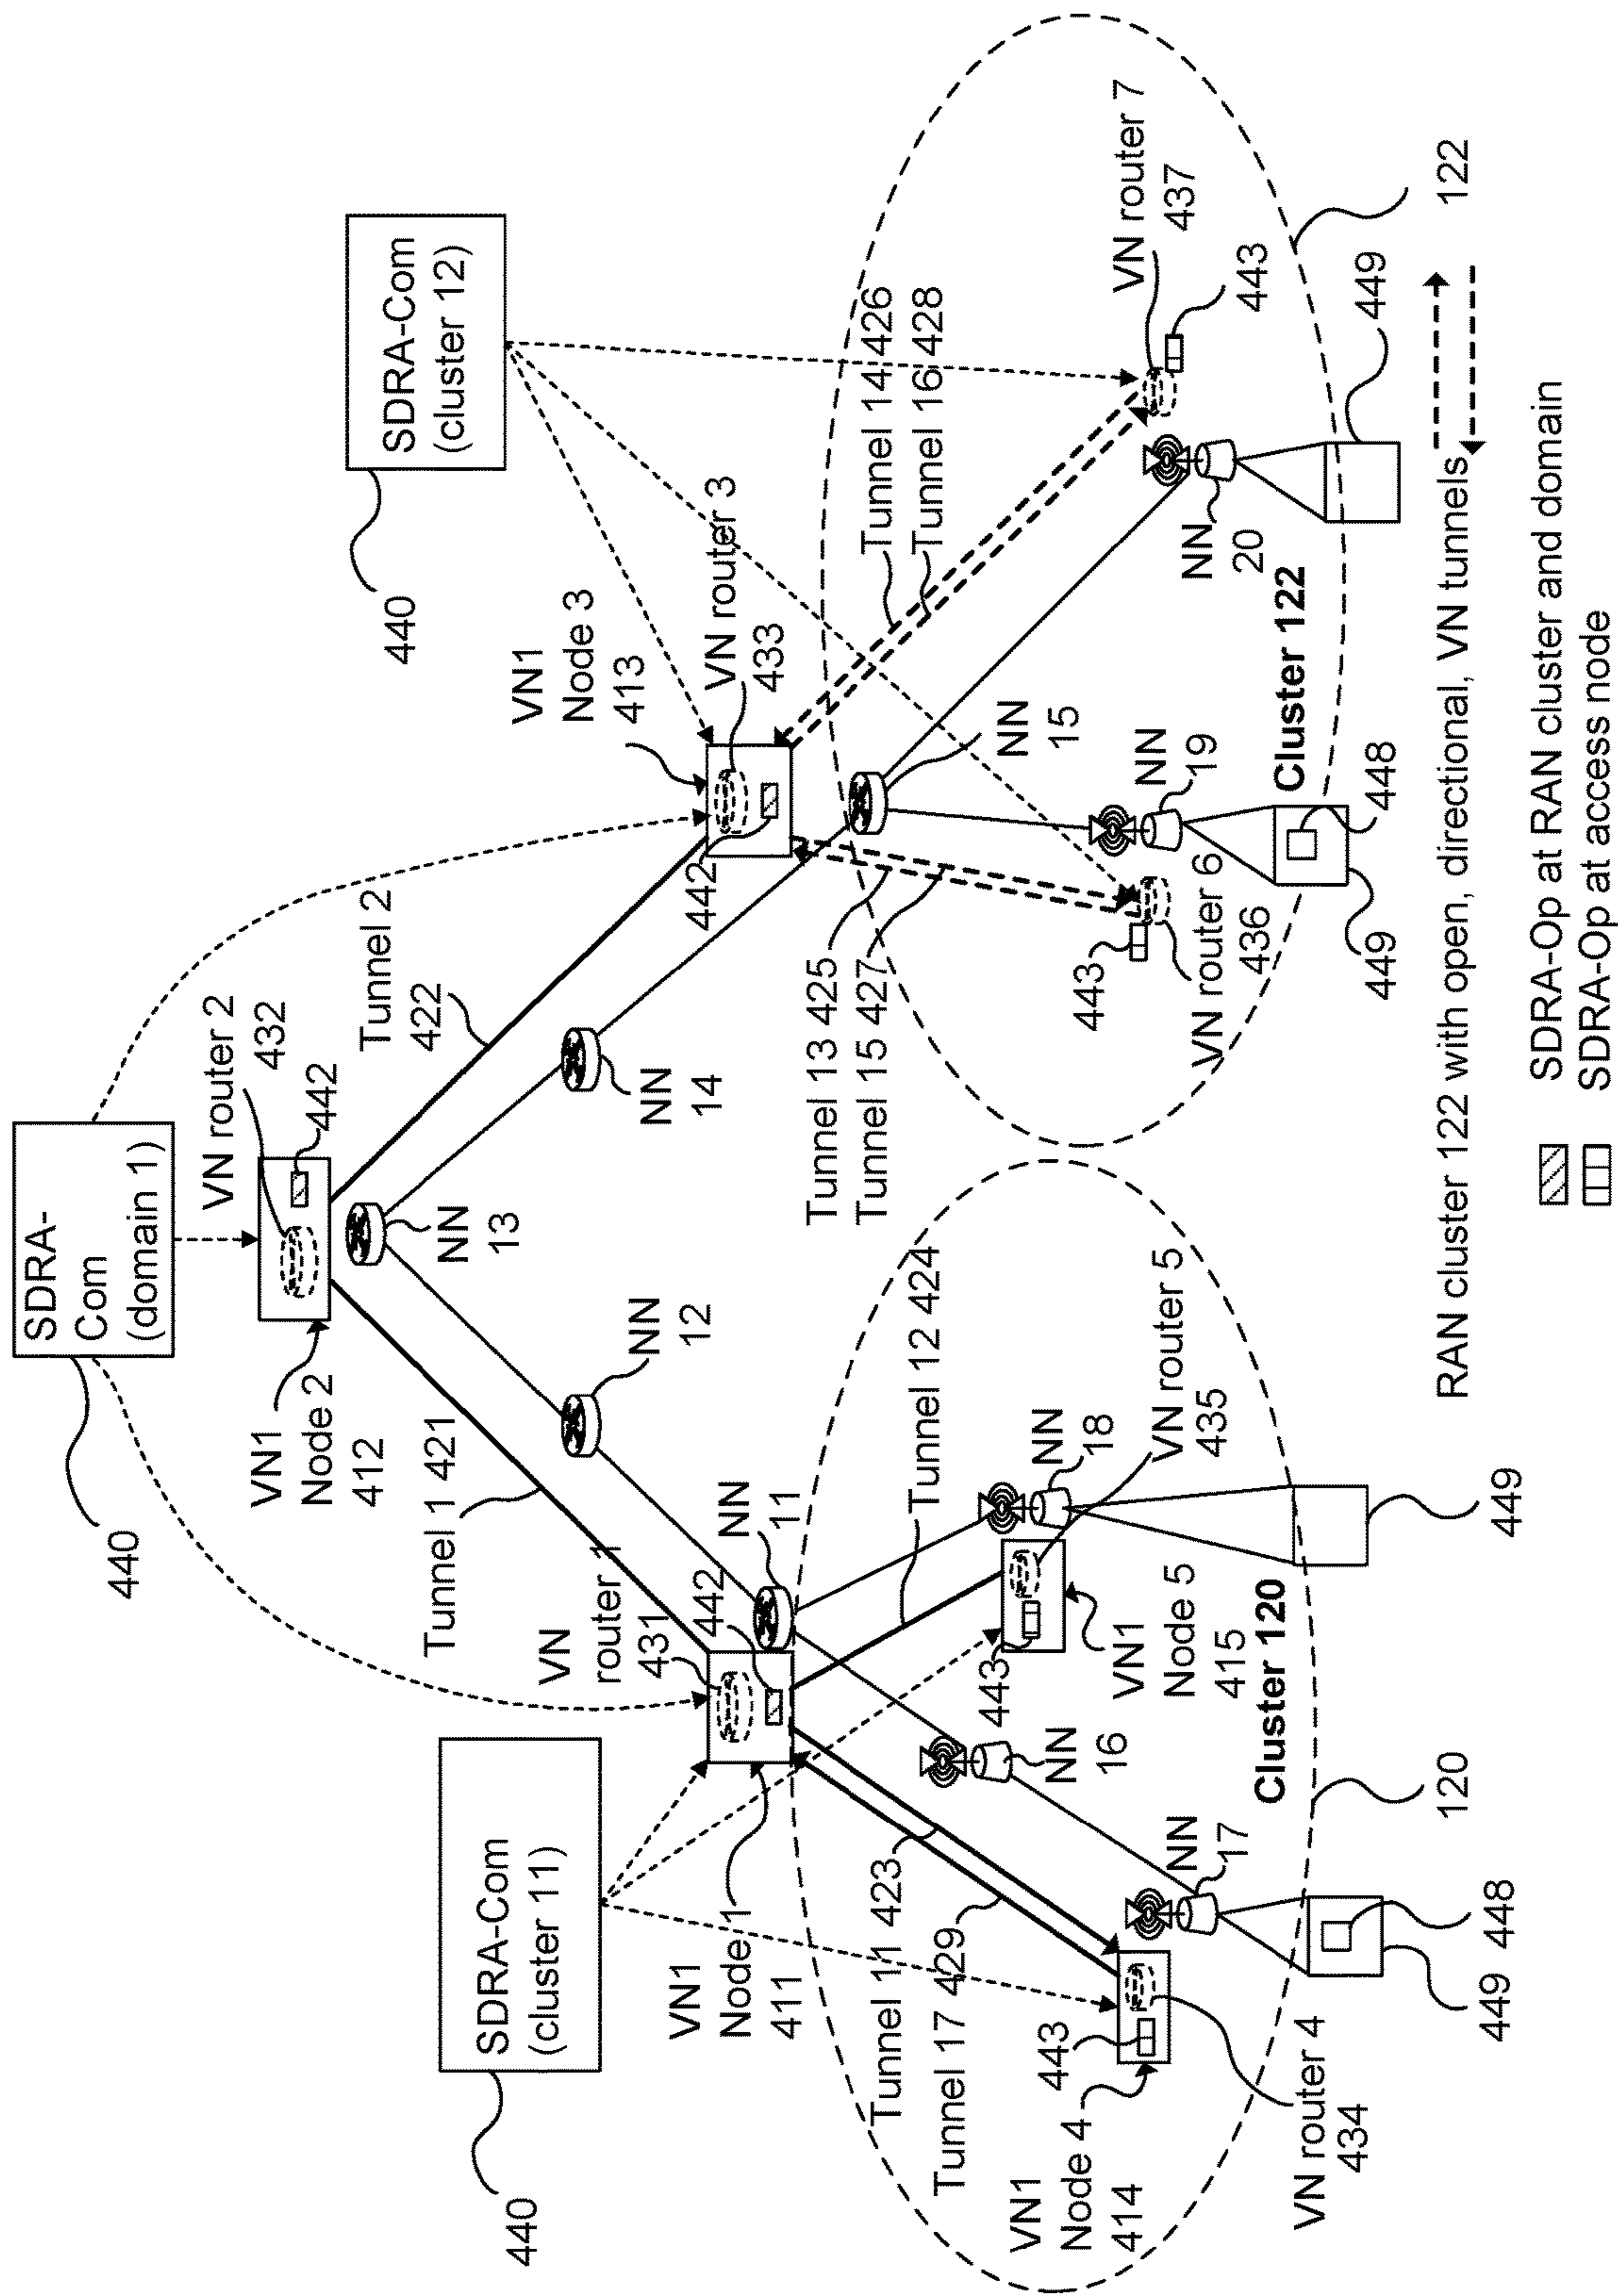 SDRA-
Com
(domain 1)
440
SDRA-Com
(cluster 11)
440
SDRA-Com
(cluster 12)
440
VN router 2
432
442
VN1
Node 2
412
NN
13
Tunnel 1 421
Tunnel 2
422
NN
12
NN
14
VN1
Node 3
413
VN router 3
433
442
VN
router 1
431
442
NN
11
VN1
Node 1
411
Tunnel 11 423
Tunnel 17 429
Tunnel 12 424
Tunnel 13 425
Tunnel 15 427
Tunnel 14 426
Tunnel 16 428
NN
15
NN
16
NN
18
VN router 5
435
443
VN1
Node 5
415
VN1
Node 4
414
443
NN
17
VN router 4
434
Cluster 120
120
449
448
449
443
VN router 6
436
NN
19
NN
20
VN router 7
437
443
Cluster 122
449
448
449
122
RAN cluster 122 with open, directional, VN tunnels
SDRA-Op at RAN cluster and domain
SDRA-Op at access node